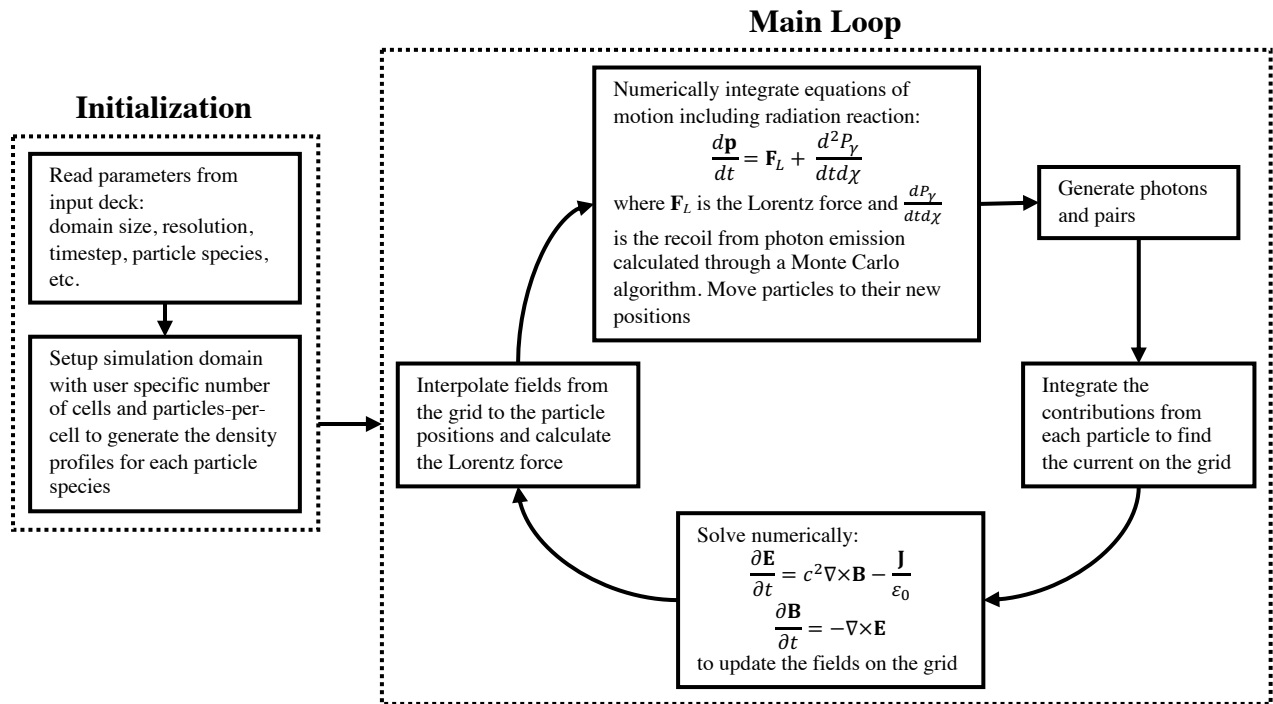 Main Loop
Initialization
Read parameters from
input deck:
domain size, resolution,
timestep, particle species,
etc.
Setup simulation domain
with user specific number
of cells and particles-per-
cell to generate the density
profiles for each particle
species
Numerically integrate equations of
motion including radiation reaction:
d𝐩/dt = 𝐅_L + d²P_γ/dtdχ
where 𝐅_L is the Lorentz force and dP_γ/dtdχ
is the recoil from photon emission
calculated through a Monte Carlo
algorithm. Move particles to their new
positions
Generate photons
and pairs
Interpolate fields from
the grid to the particle
positions and calculate
the Lorentz force
Integrate the
contributions from
each particle to find
the current on the grid
Solve numerically:
∂𝐄/∂t = c²∇×𝐁 − 𝐉/ε₀
∂𝐁/∂t = −∇×𝐄
to update the fields on the grid